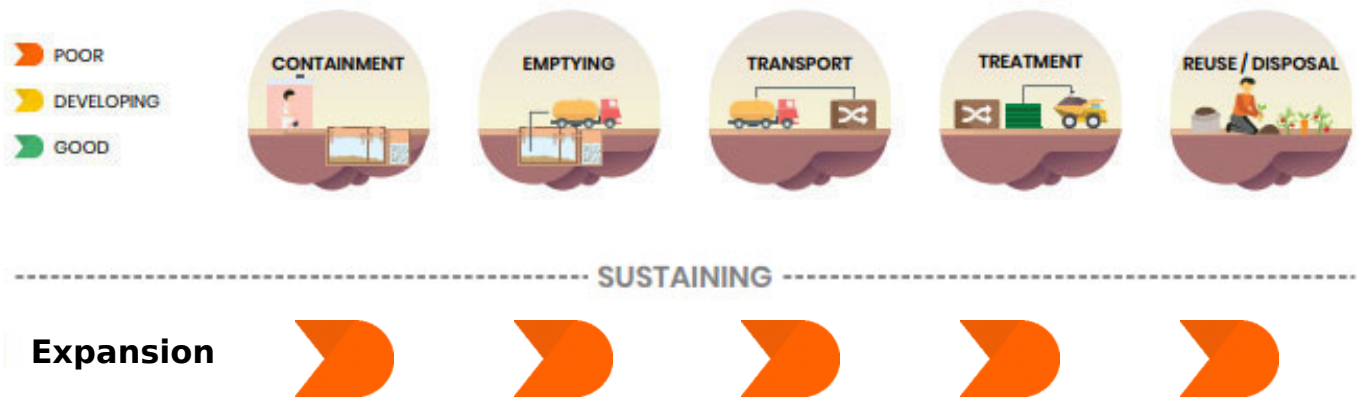 POOR
DEVELOPING
GOOD
CONTAINMENT
EMPTYING
TRANSPORT
TREATMENT
REUSE / DISPOSAL
SUSTAINING
Expansion